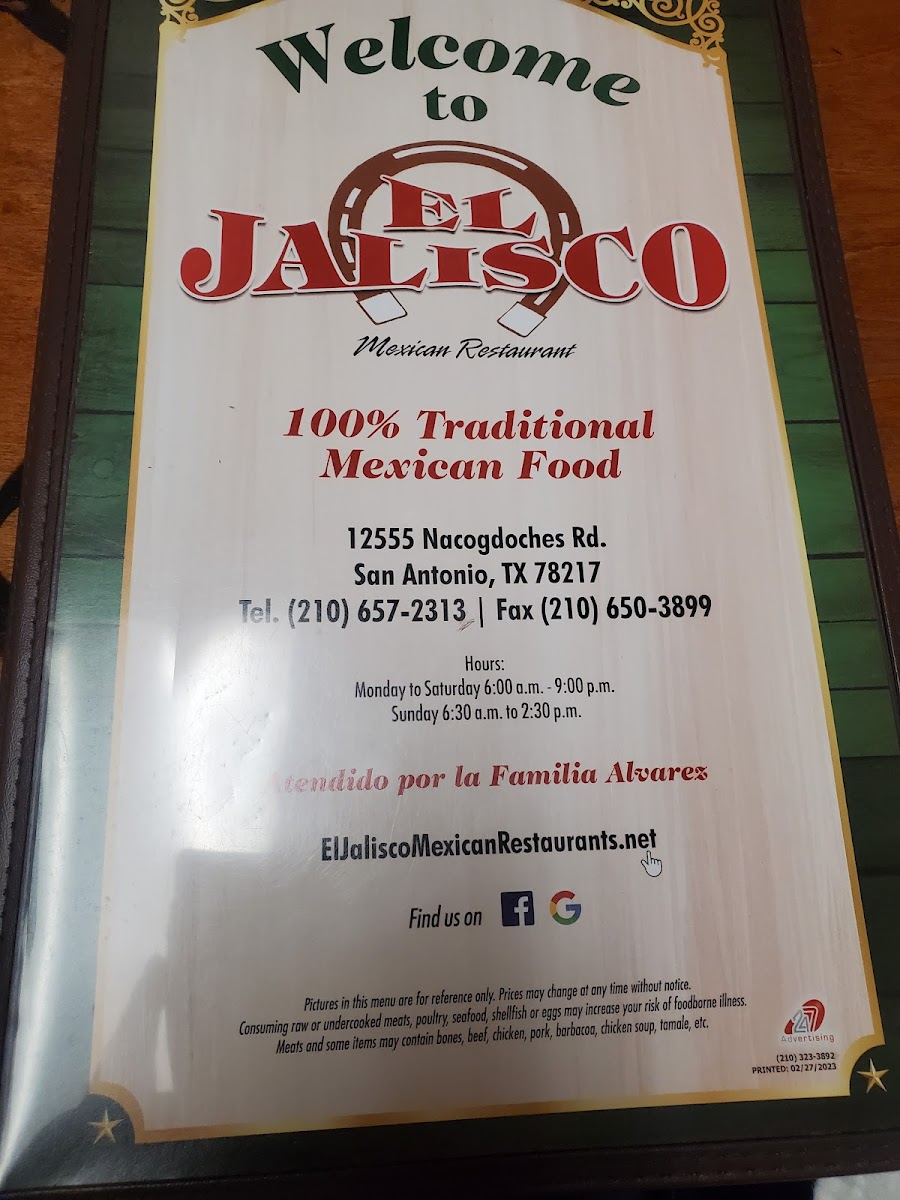 Welcome
to
EL
JALISCO
Mexican Restaurant
100% Traditional
Mexican Food
12555 Nacogdoches Rd.
San Antonio, TX 78217
Tel. (210) 657-2313 | Fax (210) 650-3899
Hours:
Monday to Saturday 6:00 a.m. - 9:00 p.m.
Sunday 6:30 a.m. to 2:30 p.m.
Atendido por la Familia Alvarez
ElJaliscoMexicanRestaurants.net
Find us on f G
Pictures in this menu are for reference only. Prices may change at any time without notice.
Consuming raw or undercooked meats, poultry, seafood, shellfish or eggs may increase your risk of foodborne illness.
Meats and some items may contain bones, beef, chicken, pork, barbacoa, chicken soup, tamale, etc.
247
Advertising
(210) 323-3892
PRINTED: 02/27/2023